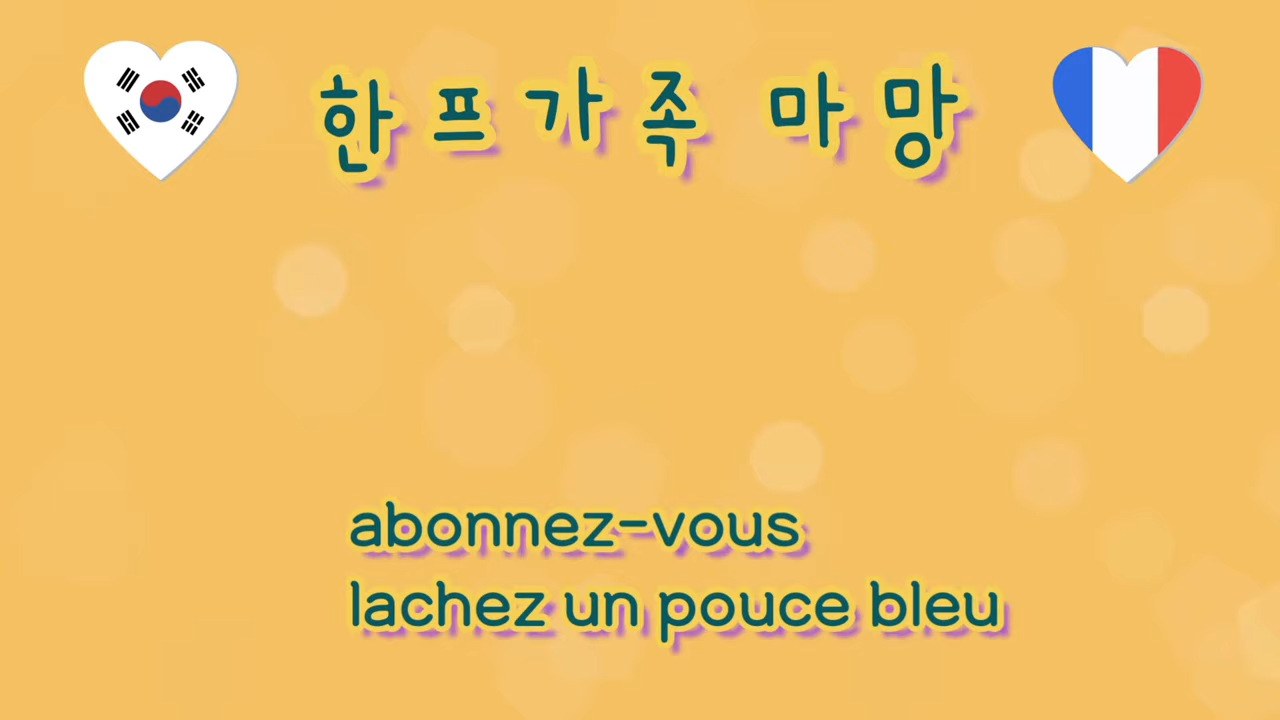 한프가족 마망
abonnez-vous
lachez un pouce bleu